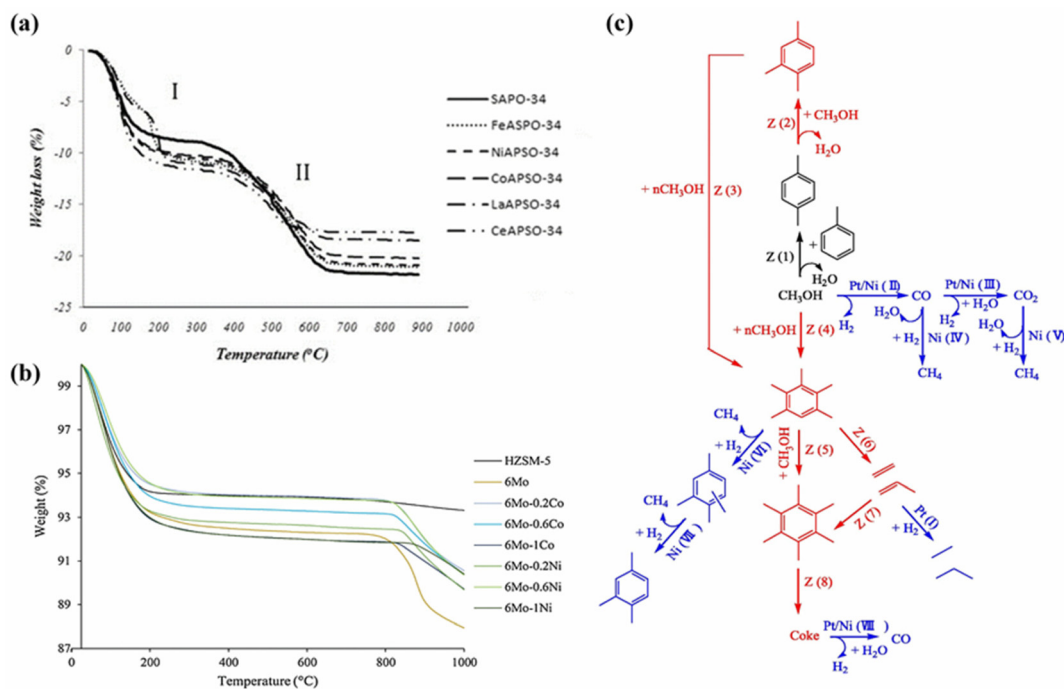 (a)
0
-5
-10
-15
-20
-25
Weight loss (%)
I
II
SAPO-34
FeASPO-34
NiAPSO-34
CoAPSO-34
LaAPSO-34
CeAPSO-34
0 100 200 300 400 500 600 700 800 900 1000
Temperature (°C)
(b)
99
97
95
93
91
89
87
Weight (%)
HZSM-5
6Mo
6Mo-0.2Co
6Mo-0.6Co
6Mo-1Co
6Mo-0.2Ni
6Mo-0.6Ni
6Mo-1Ni
0 200 400 600 800 1000
Temperature (°C)
(c)
Z (2) + CH₃OH
H₂O
+ nCH₃OH Z (3)
Z (1) +
H₂O
CH₃OH Pt/Ni (Ⅱ) CO Pt/Ni (Ⅲ) CO₂
H₂ H₂O H₂ + H₂O H₂O
+ nCH₃OH Z (4)
+ H₂ Ni (Ⅳ) + H₂ Ni (Ⅴ)
CH₄ CH₄
CH₄
+ H₂ Ni (Ⅵ)
+ CH₃OH Z (5)
Z (6)
CH₄
+ H₂ Ni (Ⅶ)
Z (7)
Pt (Ⅰ) + H₂
Z (8)
Coke Pt/Ni (Ⅷ) CO
H₂ + H₂O